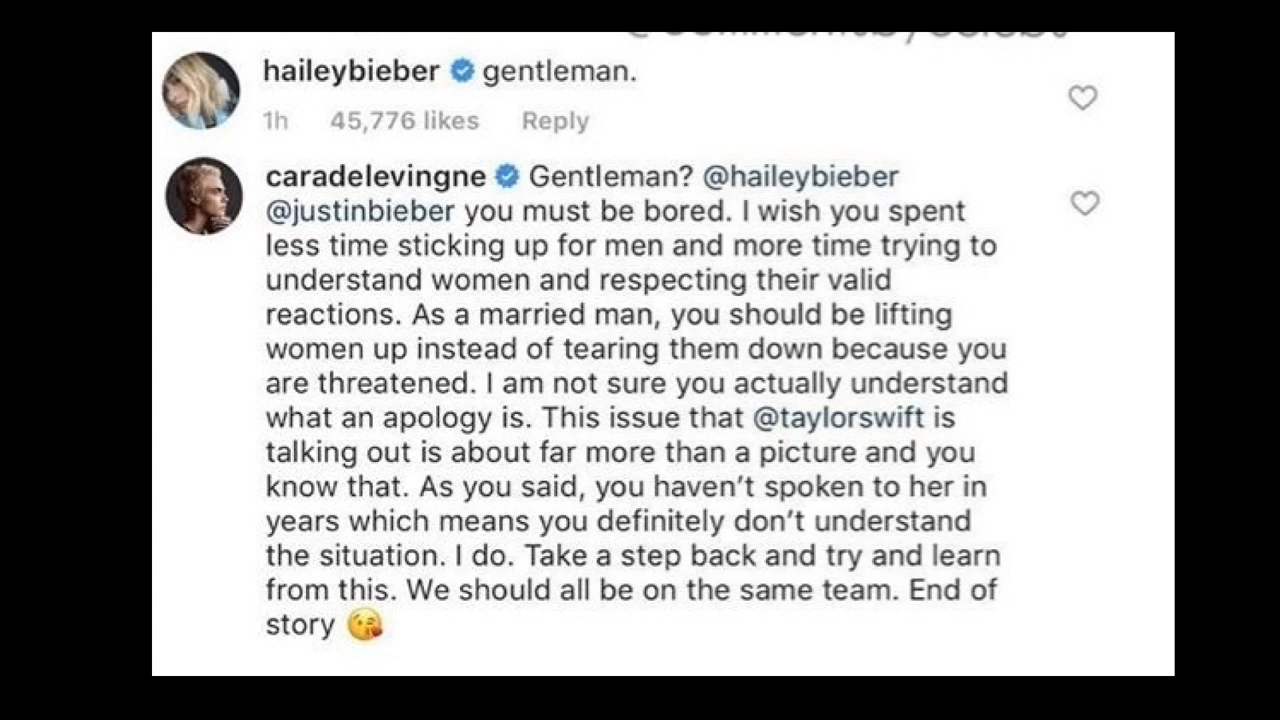 haileybieber gentleman.
1h 45,776 likes Reply
caradelevingne Gentleman? @haileybieber
@justinbieber you must be bored. I wish you spent
less time sticking up for men and more time trying to
understand women and respecting their valid
reactions. As a married man, you should be lifting
women up instead of tearing them down because you
are threatened. I am not sure you actually understand
what an apology is. This issue that @taylorswift is
talking out is about far more than a picture and you
know that. As you said, you haven’t spoken to her in
years which means you definitely don’t understand
the situation. I do. Take a step back and try and learn
from this. We should all be on the same team. End of
story 😘